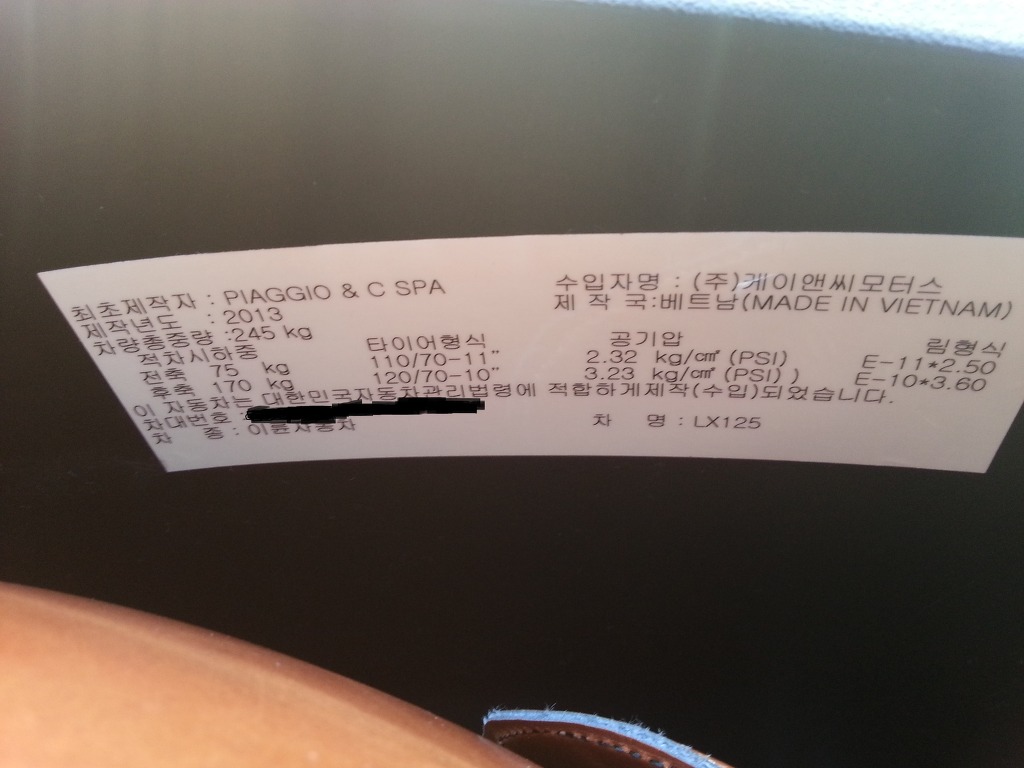 최초제작자 : PIAGGIO & C SPA 수입자명 : (주)케이앤씨모터스
제작년도 : 2013 제 작 국:베트남(MADE IN VIETNAM)
차량총중량 :245 kg
적차시하중 타이어형식 공기압 림형식
전축 75 kg 110/70-11" 2.32 kg/㎠(PSI) E-11*2.50
후축 170 kg 120/70-10" 3.23 kg/㎠(PSI) ) E-10*3.60
이 자동차는 대한민국자동차관리법령에 적합하게제작(수입)되었습니다.
차대번호 :
차 종 : 이륜자동차 차 명 : LX125